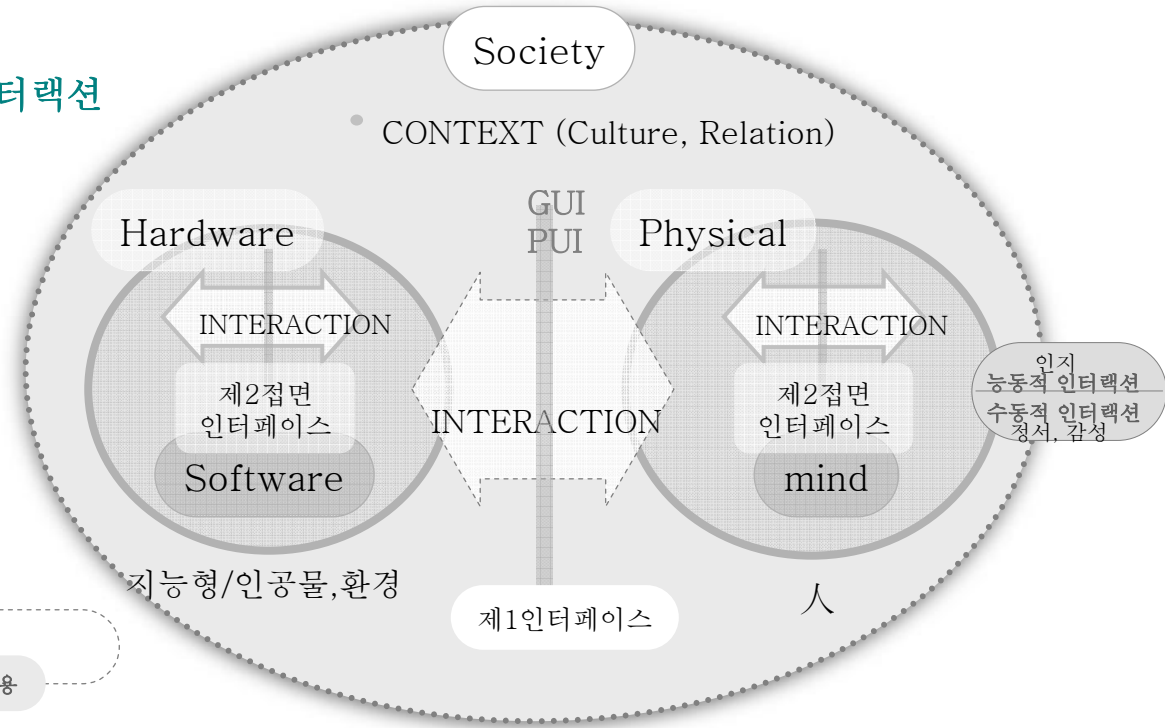 Society
터랙션
CONTEXT (Culture, Relation)
GUI
PUI
Hardware
Physical
INTERACTION
INTERACTION
제2접면
인터페이스
제2접면
인터페이스
INTERACTION
인지
능동적 인터랙션
수동적 인터랙션
정서, 감성
Software
mind
지능형/인공물,환경
人
제1인터페이스
용